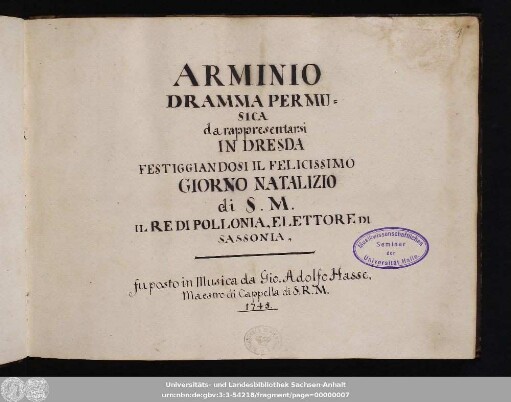 ARMINIO
DRAMMA PER MU=
SICA
da rappresentarsi
IN DRESDA
FESTIGGIANDOSI IL FELICISSIMO
GIORNO NATALIZIO
di S. M.
IL RE DI POLLONIA, ELETTORE DI
SASSONIA.
fu posto in Musica da Gio. Adolfo Hasse,
Maestro di Cappella di S. R. M.
1745.
Musikwissenschaftliches
Seminar
der
Universität Halle
Universitäts- und Landesbibliothek Sachsen-Anhalt
urn:nbn:de:gbv:3:3-54218/fragment/page=00000007